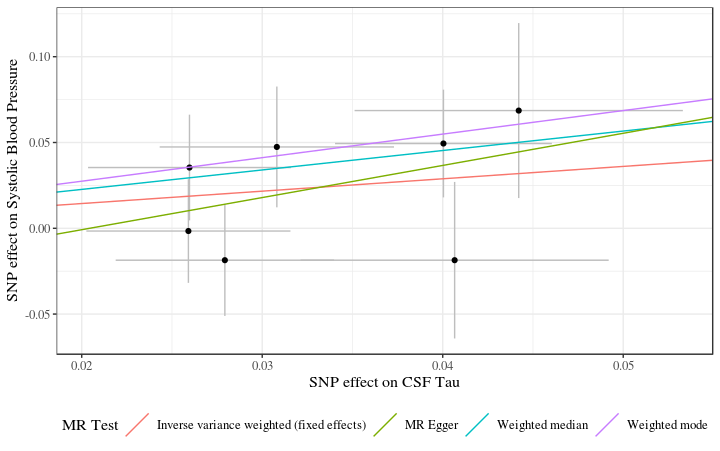 SNP effect on Systolic Blood Pressure
0.10
0.05
0.00
-0.05
0.02
0.03
0.04
0.05
SNP effect on CSF Tau
MR Test
Inverse variance weighted (fixed effects)
MR Egger
Weighted median
Weighted mode